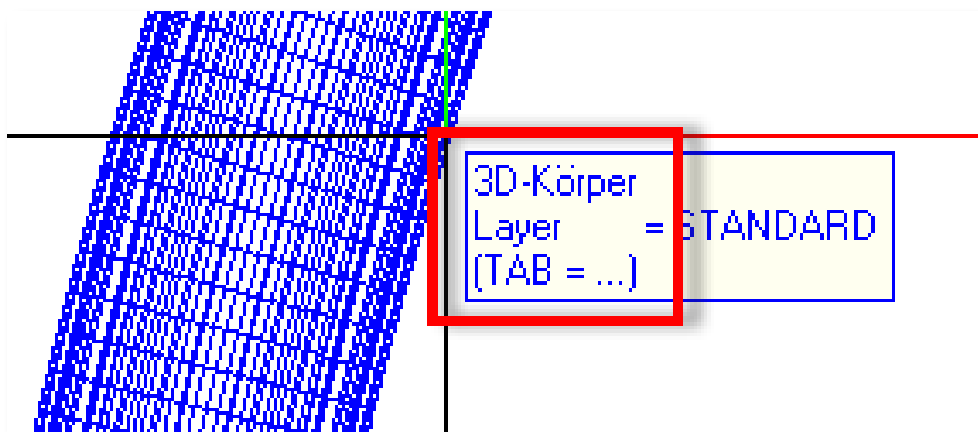 3D-Körper
Layer = STANDARD
(TAB = ...)